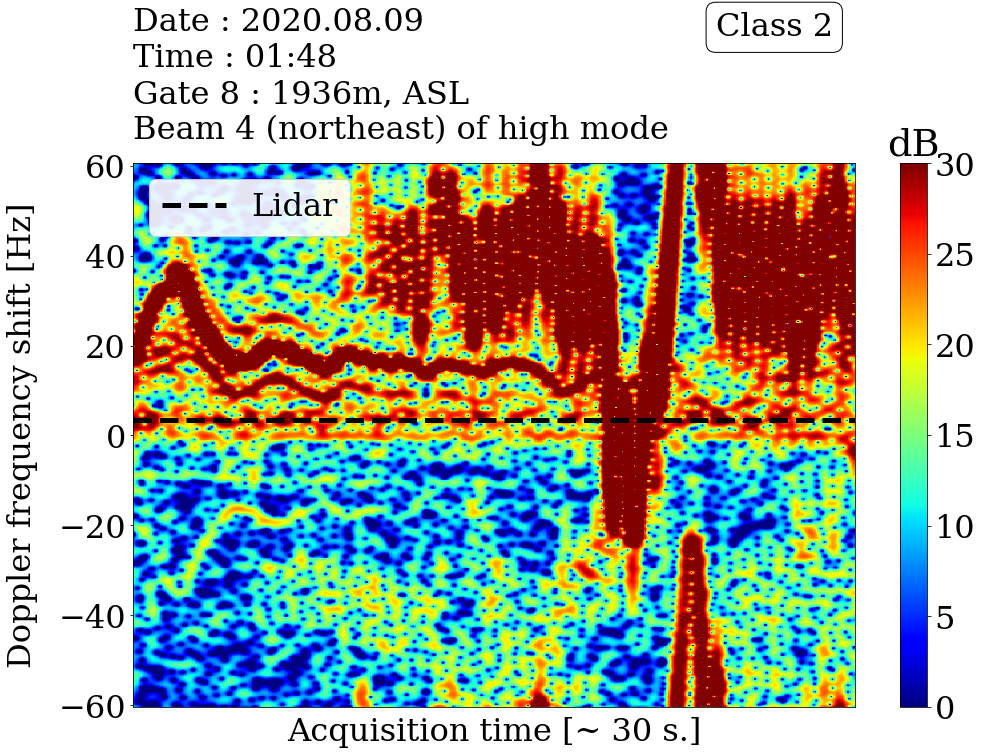 Date : 2020.08.09
Time : 01:48
Gate 8 : 1936m, ASL
Beam 4 (northeast) of high mode
Class 2
dB
Lidar
60
40
20
0
−20
−40
−60
Doppler frequency shift [Hz]
Acquisition time [~ 30 s.]
30
25
20
15
10
5
0